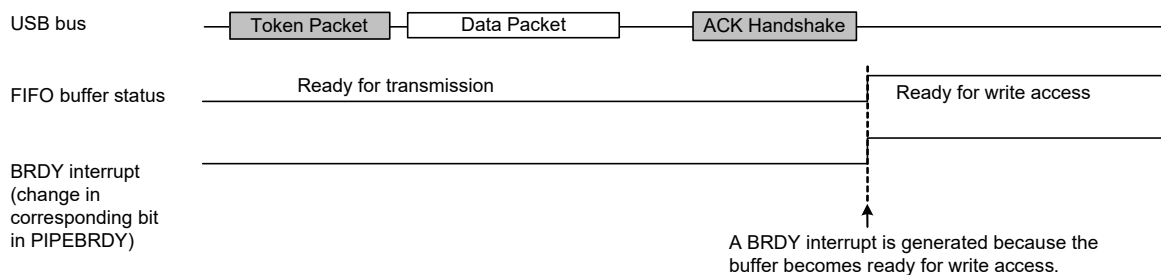 USB bus
Token Packet
Data Packet
ACK Handshake
FIFO buffer status
Ready for transmission
Ready for write access
BRDY interrupt
(change in
corresponding bit
in PIPEBRDY)
A BRDY interrupt is generated because the
buffer becomes ready for write access.